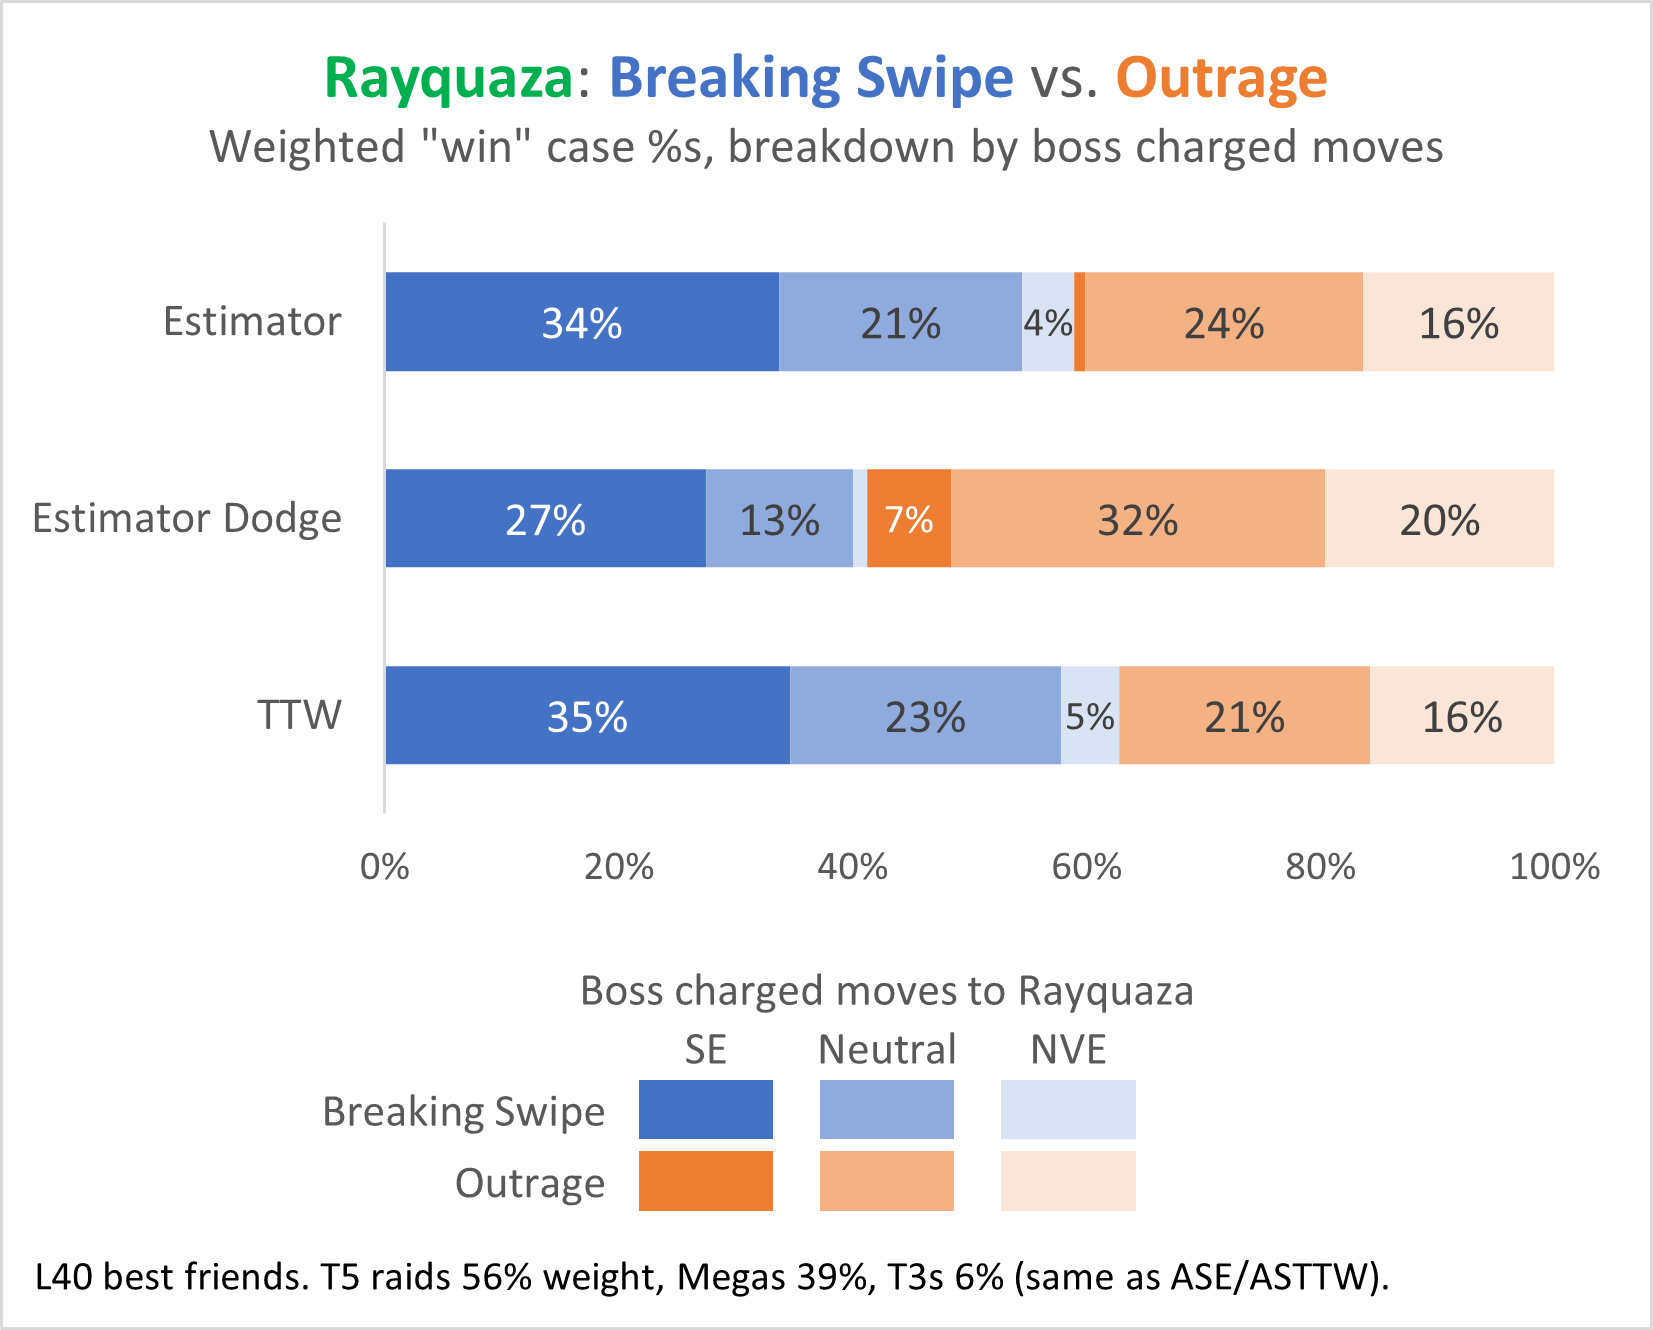 Rayquaza: Breaking Swipe vs. Outrage
Weighted "win" case %s, breakdown by boss charged moves
Estimator 34% 21% 4% 24% 16%
Estimator Dodge 27% 13% 7% 32% 20%
TTW 35% 23% 5% 21% 16%
0% 20% 40% 60% 80% 100%
Boss charged moves to Rayquaza
SE Neutral NVE
Breaking Swipe
Outrage
L40 best friends. T5 raids 56% weight, Megas 39%, T3s 6% (same as ASE/ASTTW).